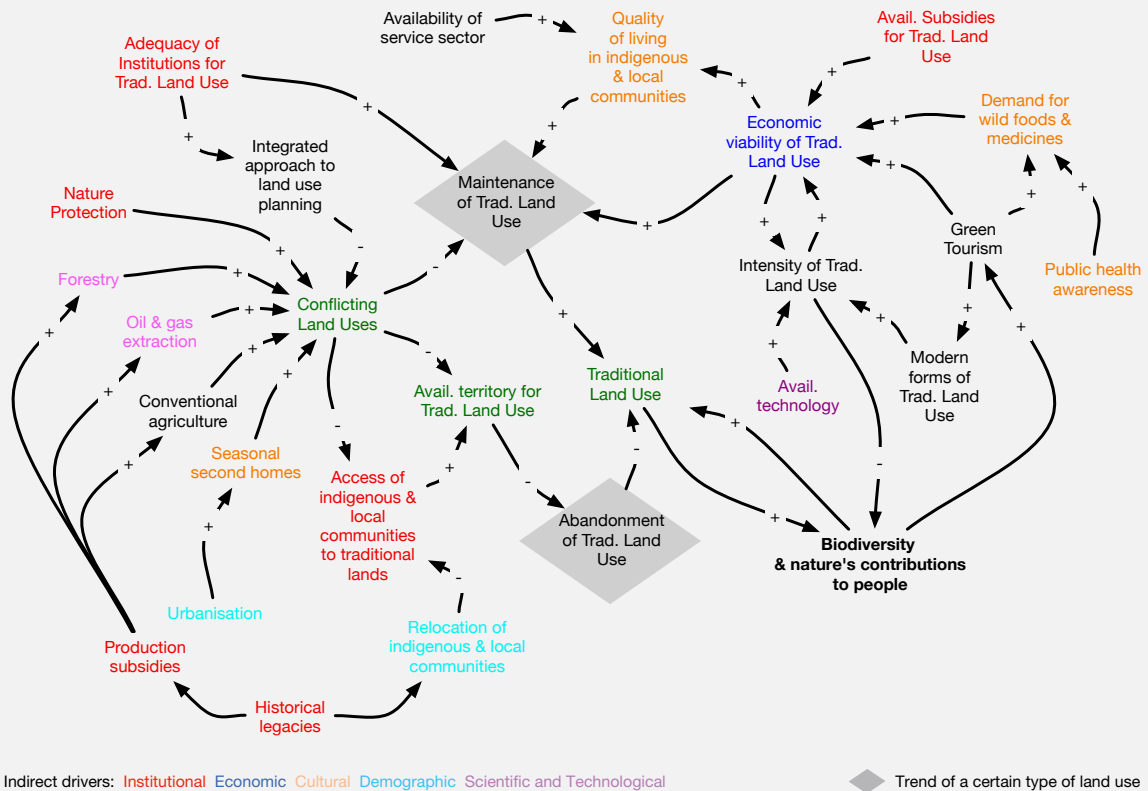 Availability of
service sector
+
Quality
of living
in indigenous
& local
communities
Avail. Subsidies
for Trad. Land
Use
Adequacy of
Institutions for
Trad. Land Use
+
+
+
+
+
Economic
viability of Trad.
Land Use
+
Demand for
wild foods &
medicines
Integrated
approach to
land use
planning
Maintenance
of Trad. Land
Use
+
+
+
Nature
Protection
+
-
-
+
+
+
Green
Tourism
Intensity of Trad.
Land Use
Public health
awareness
Forestry
+
Conflicting
Land Uses
Oil & gas
extraction
+
+
+
+
+
+
+
+
-
Traditional
Land Use
+
Modern
forms of
Trad. Land
Use
+
Avail.
technology
Conventional
agriculture
Avail. territory for
Trad. Land Use
-
+
Seasonal
second homes
+
+
-
-
-
Access of
indigenous &
local
communities
to traditional
lands
Abandonment
of Trad. Land
Use
+
+
Biodiversity
& nature's contributions
to people
-
Urbanisation
Relocation of
indigenous & local
communities
Production
subsidies
Historical
legacies
Indirect drivers: Institutional Economic Cultural Demographic Scientific and Technological
Trend of a certain type of land use